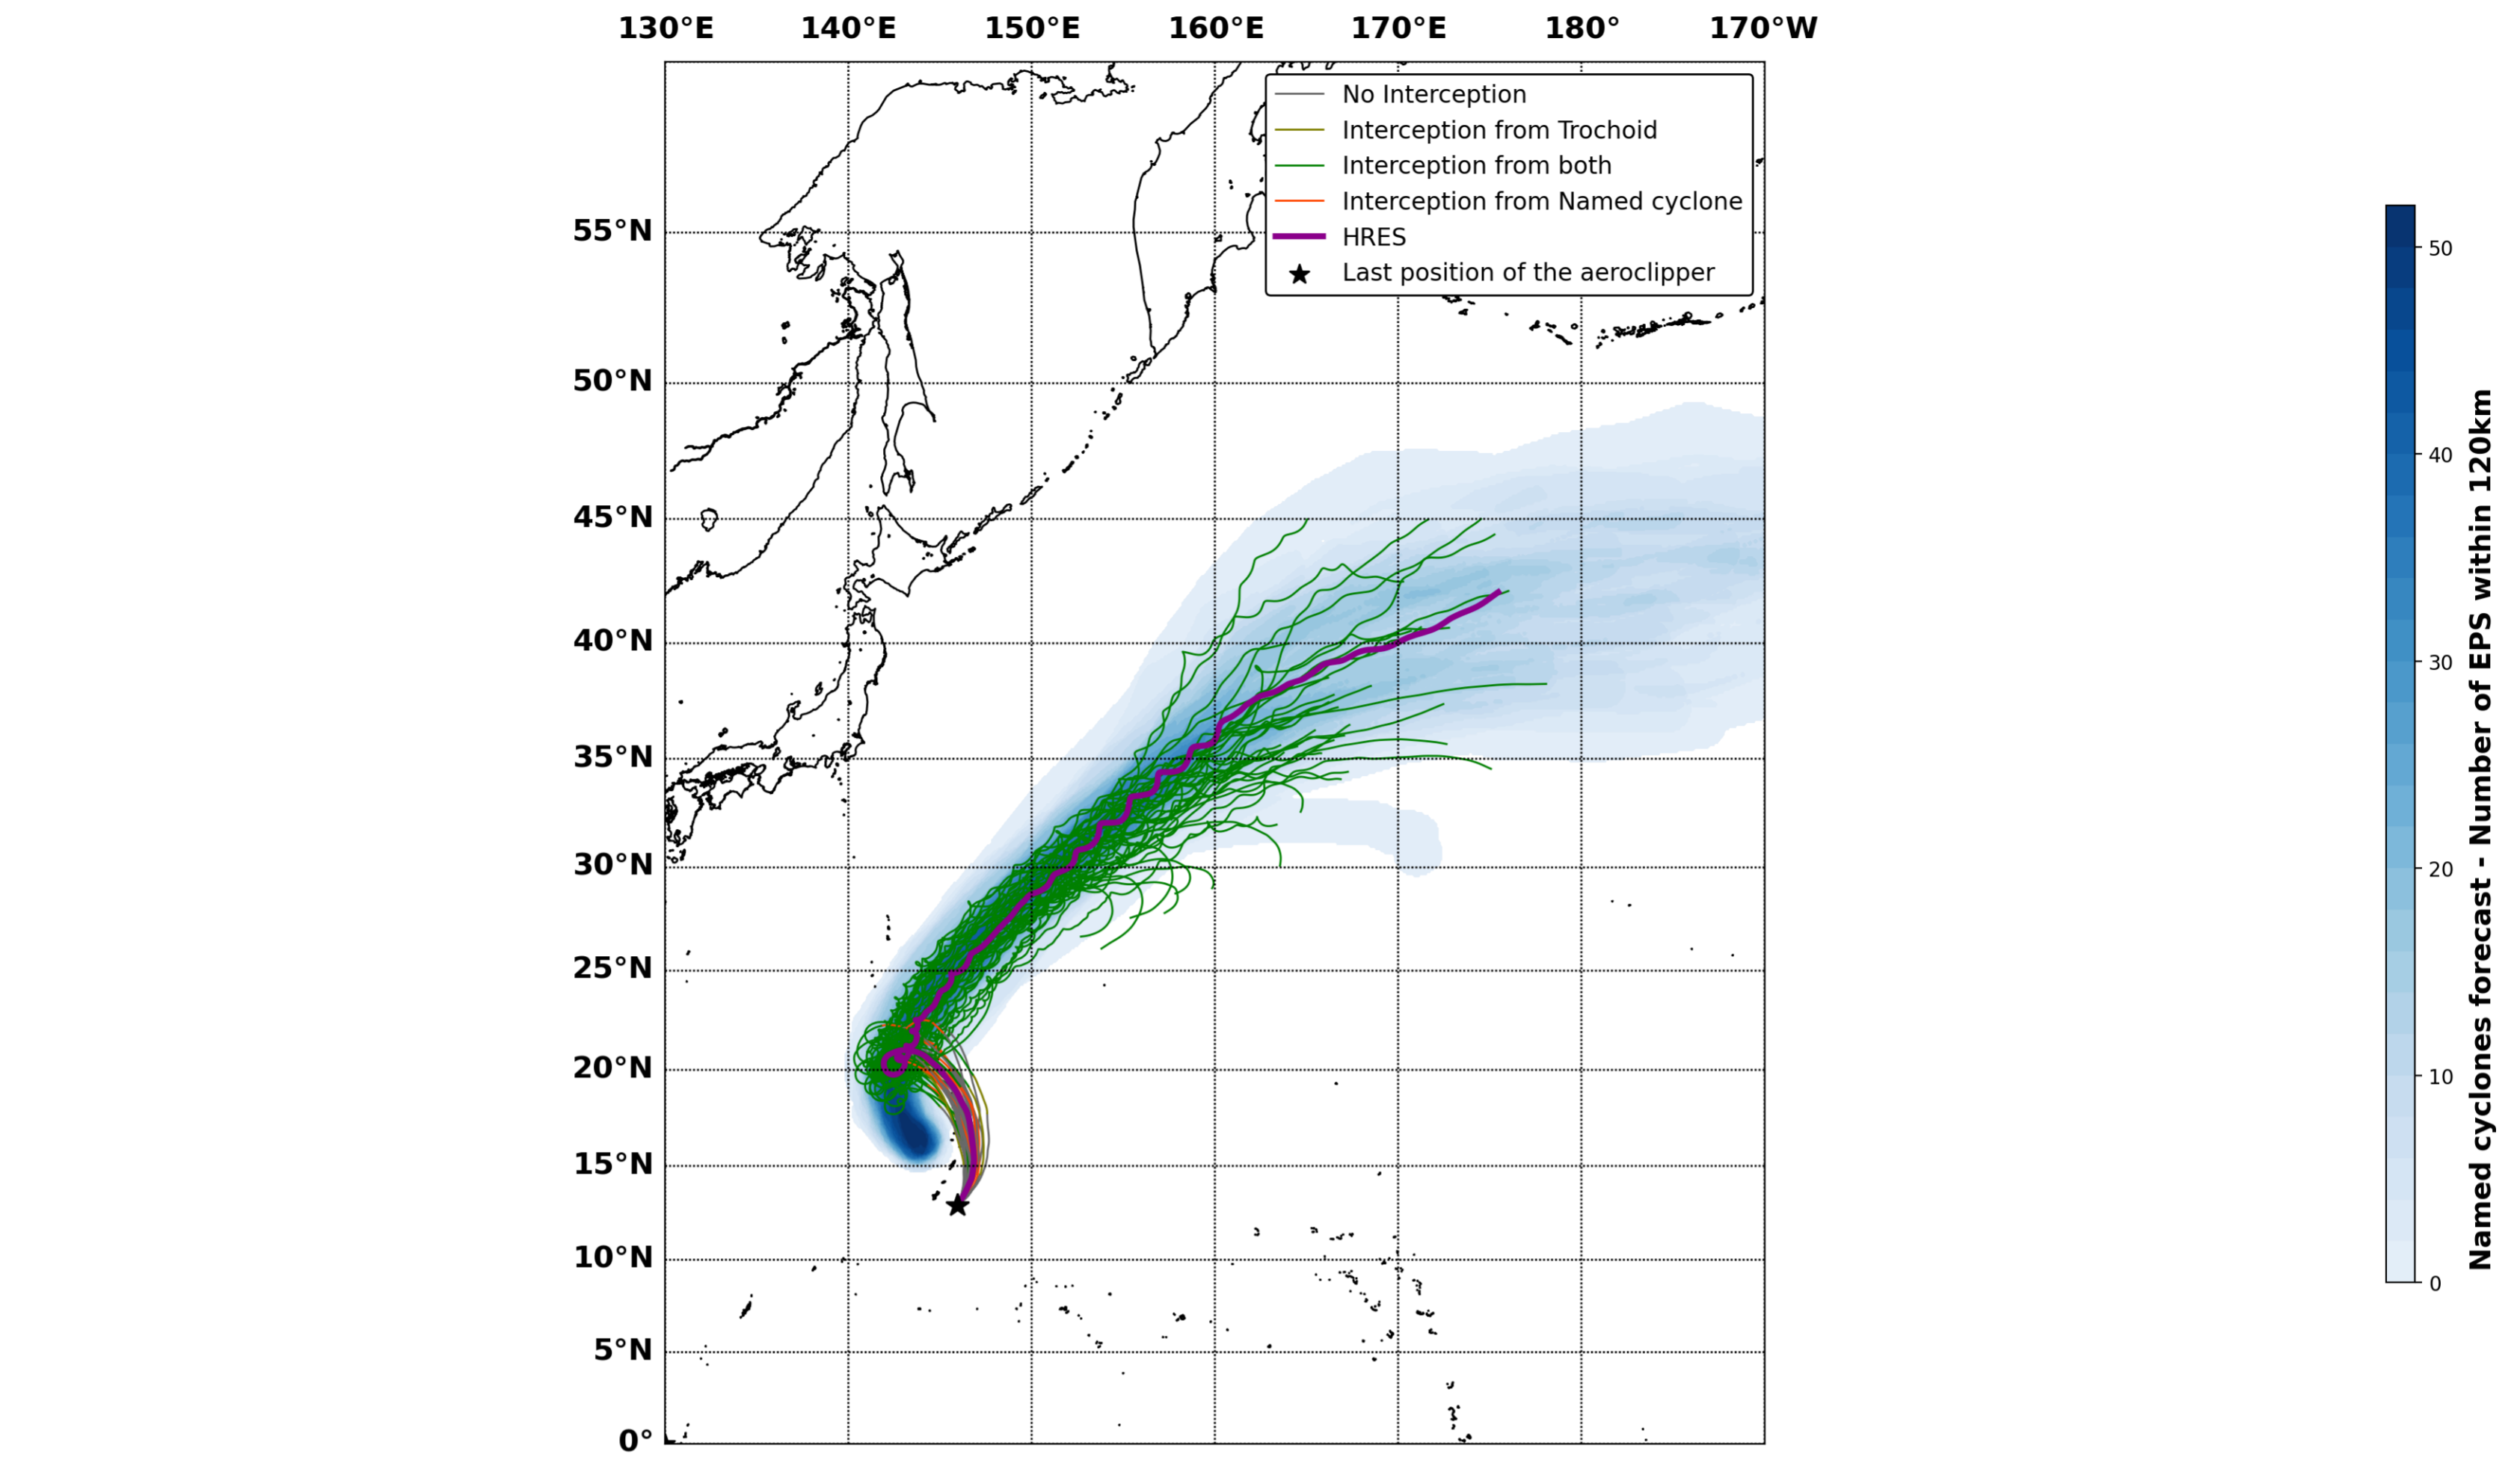 130°E 140°E 150°E 160°E 170°E 180° 170°W
No Interception
Interception from Trochoid
Interception from both
Interception from Named cyclone
HRES
Last position of the aeroclipper
55°N
50°N
45°N
40°N
35°N
30°N
25°N
20°N
15°N
10°N
5°N
0°
50
40
30
20
10
0
Named cyclones forecast - Number of EPS within 120km